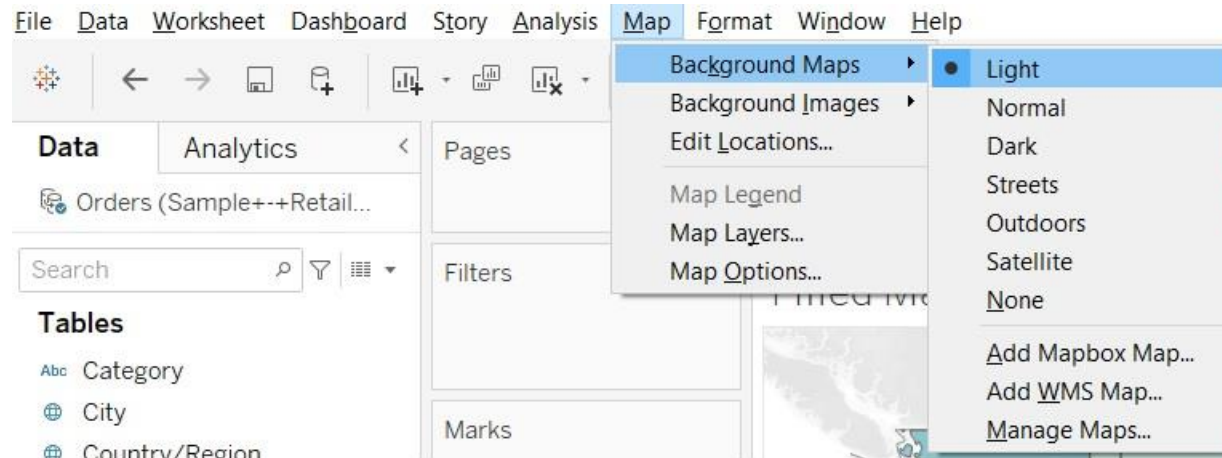 File Data Worksheet Dashboard Story Analysis Map Format Window Help
Background Maps
Background Images
Edit Locations...
Map Legend
Map Layers...
Map Options...
Light
Normal
Dark
Streets
Outdoors
Satellite
None
Add Mapbox Map...
Add WMS Map...
Manage Maps...
Data Analytics
Orders (Sample+-+Retail...
Search
Tables
Abc Category
City
Country/Region
Pages
Filters
Marks
Filled